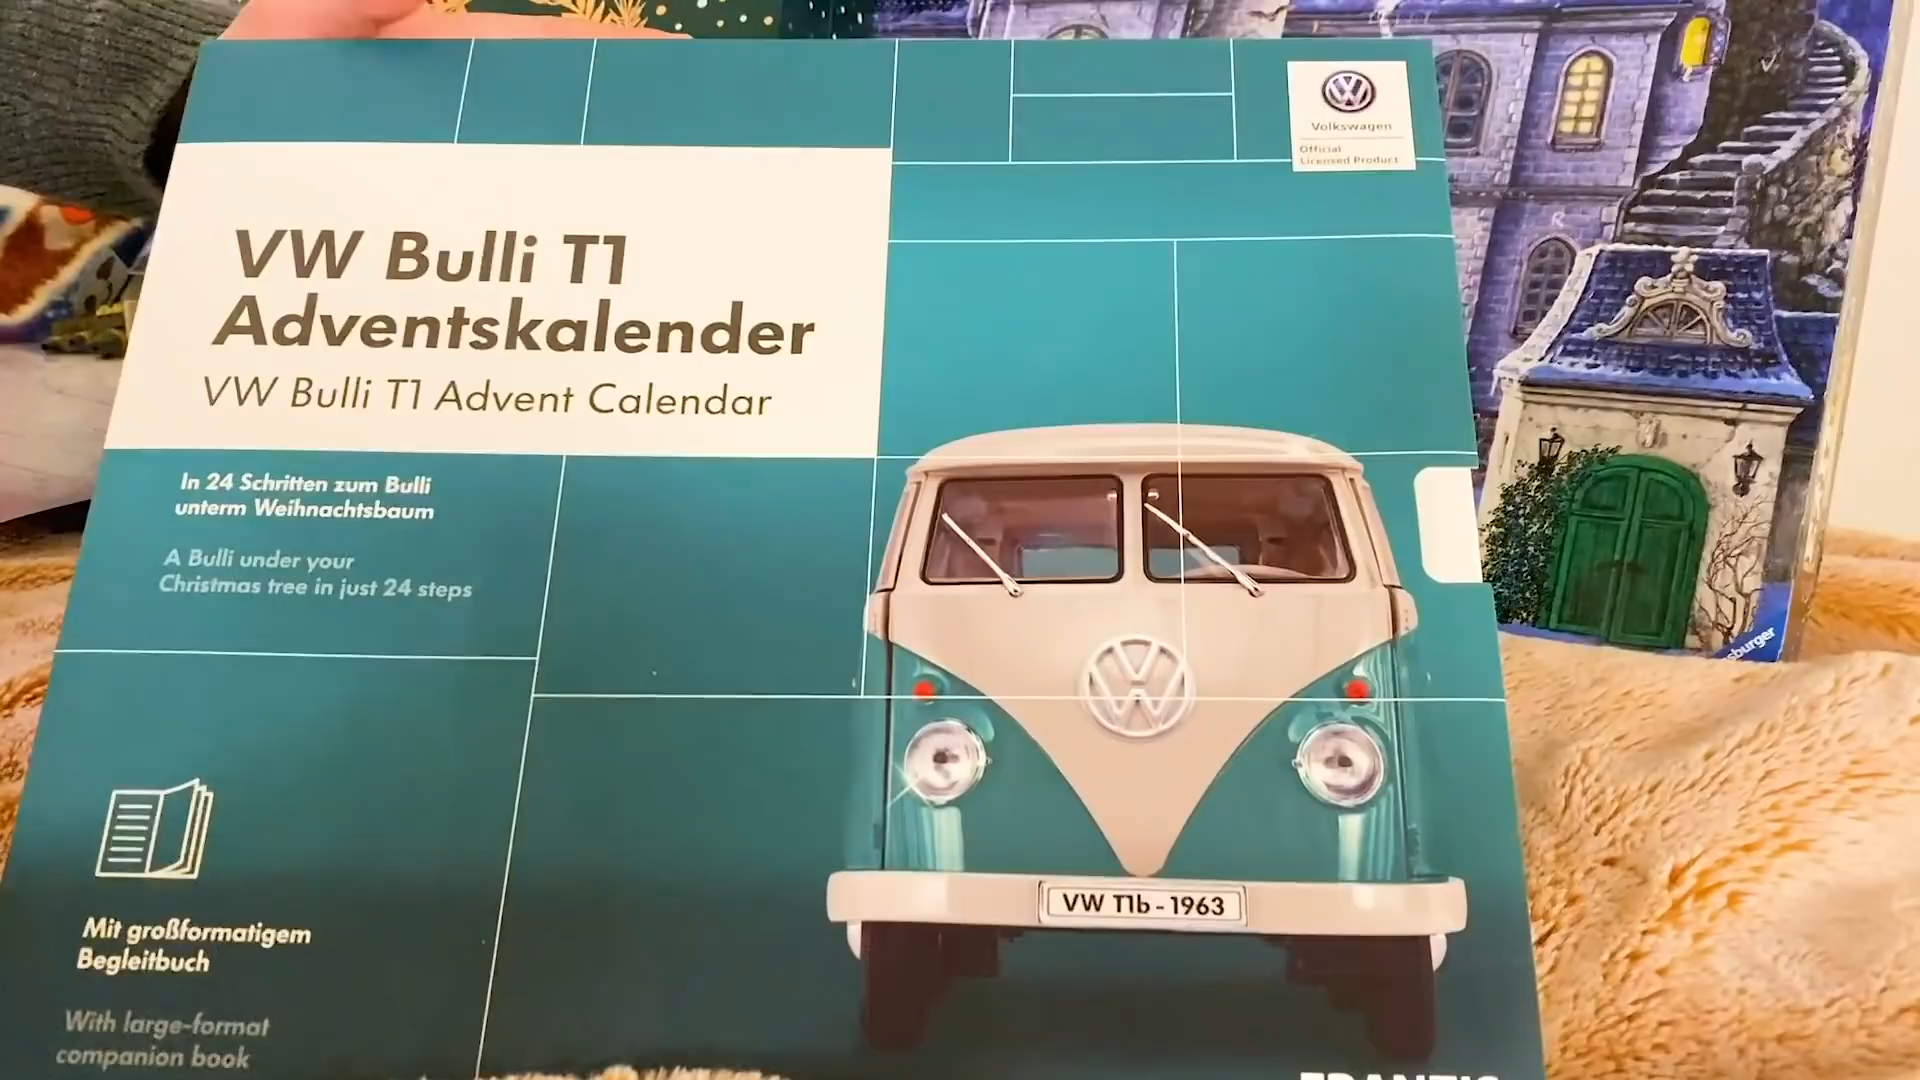 Volkswagen
Official
Licensed Product
VW Bulli T1
Adventskalender
VW Bulli T1 Advent Calendar
In 24 Schritten zum Bulli
unterm Weihnachtsbaum
A Bulli under your
Christmas tree in just 24 steps
VW T1b - 1963
Mit großformatigem
Begleitbuch
With large-format
companion book